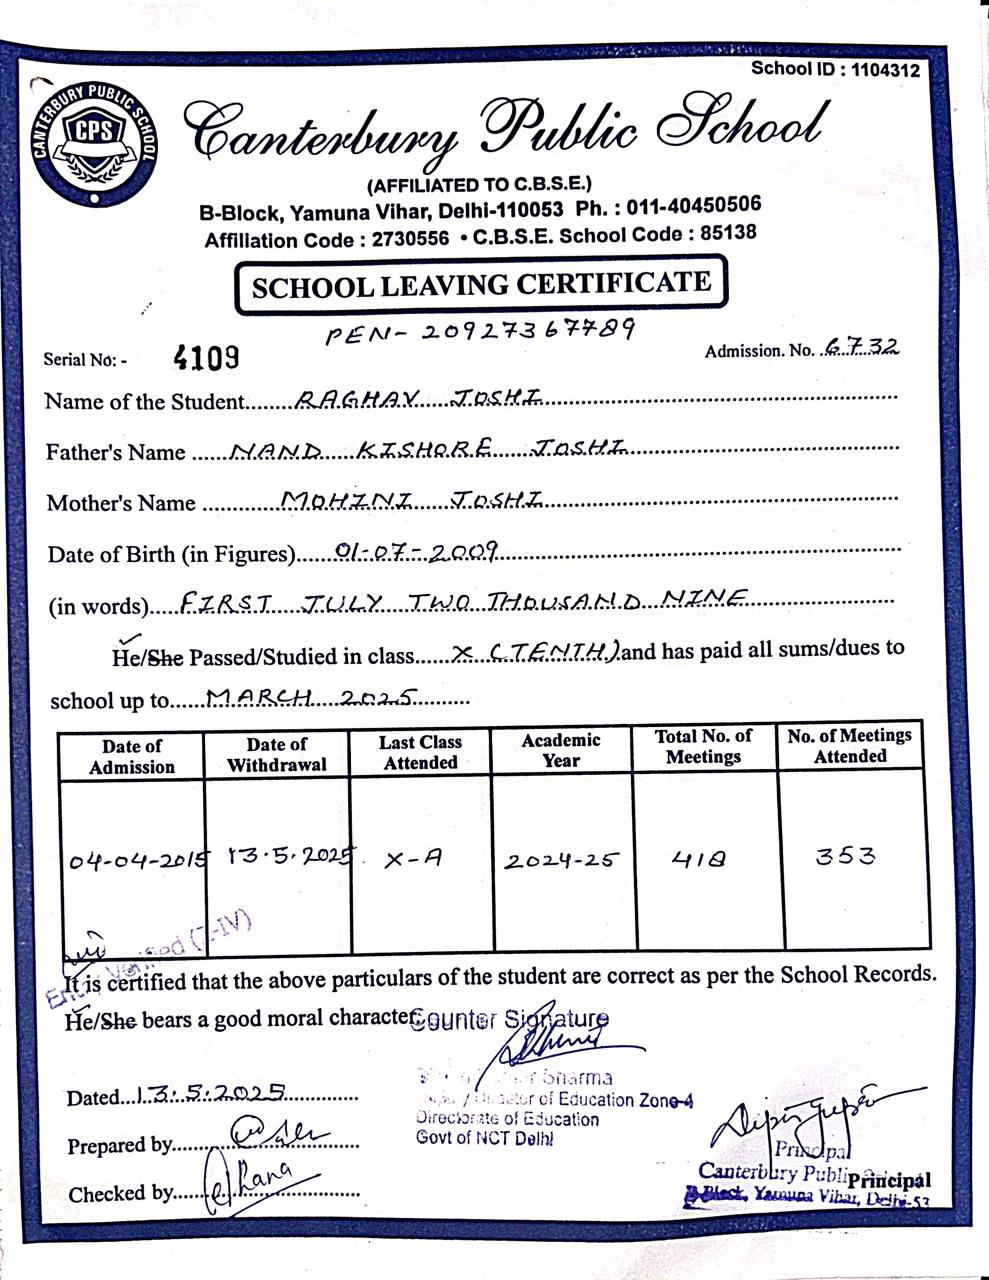 School ID : 1104312
CANTERBURY PUBLIC SCHOOL
CPS
Canterbury Public School
(AFFILIATED TO C.B.S.E.)
B-Block, Yamuna Vihar, Delhi-110053 Ph. : 011-40450506
Affiliation Code : 2730556 • C.B.S.E. School Code : 85138
SCHOOL LEAVING CERTIFICATE
PEN- 20927367789
Serial No: - 4109 Admission. No. 6732
Name of the Student RAGHAV JOSHI
Father's Name NAND KISHORE JOSHI
Mother's Name MOHINI JOSHI
Date of Birth (in Figures) 01-07-2009
(in words) FIRST JULY TWO THOUSAND NINE
He/She Passed/Studied in class X (TENTH) and has paid all sums/dues to
school up to MARCH 2025
Date of Admission Date of Withdrawal Last Class Attended Academic Year Total No. of Meetings No. of Meetings Attended
04-04-2015 13.5.2025 X-A 2024-25 418 353
Verified (I-IV)
It is certified that the above particulars of the student are correct as per the School Records.
He/She bears a good moral character.
Counter Signature
Sharma
Director of Education Zone-4
Directorate of Education
Govt of NCT Delhi
Dated 13.5.2025
Prepared by
Checked by
Principal
Canterbury Public
Principal
B-Block, Yamuna Vihar, Delhi-53